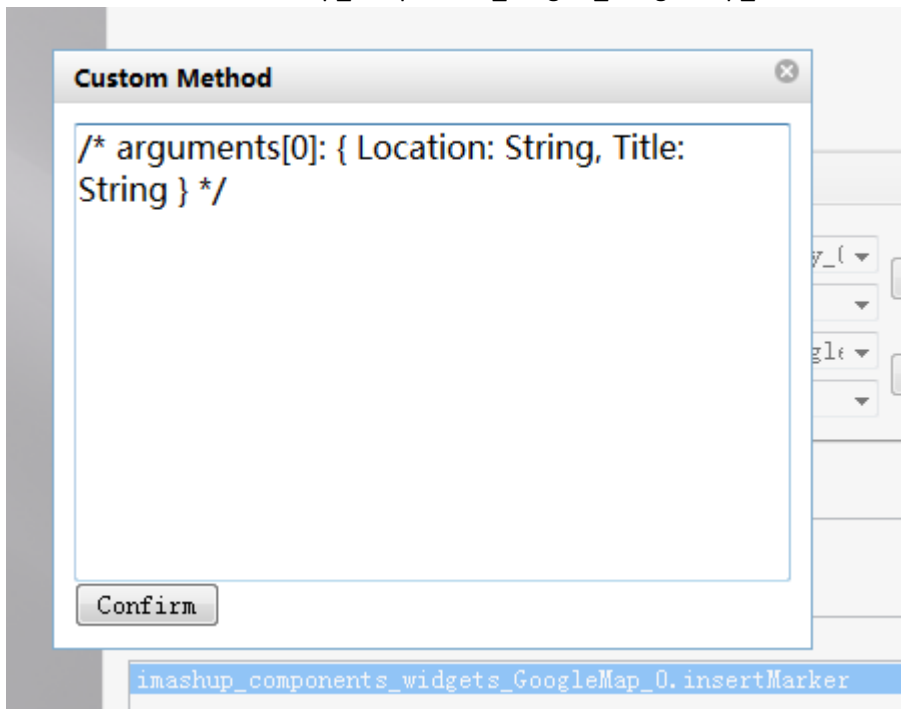 Custom Method
/* arguments[0]: { Location: String, Title:
String } */
Confirm
imashup_components_widgets_GoogleMap_0.insertMarker